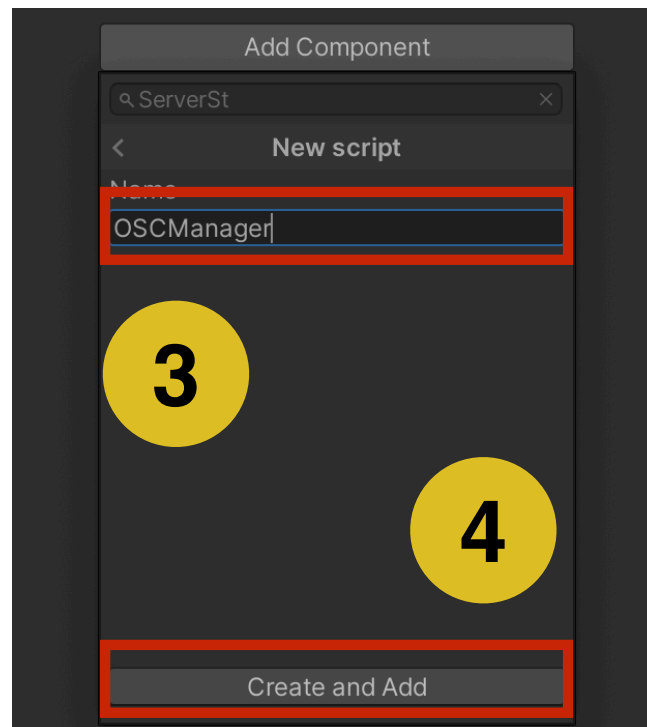 Add Component
ServerSt
New script
Name
OSCManager
3
4
Create and Add